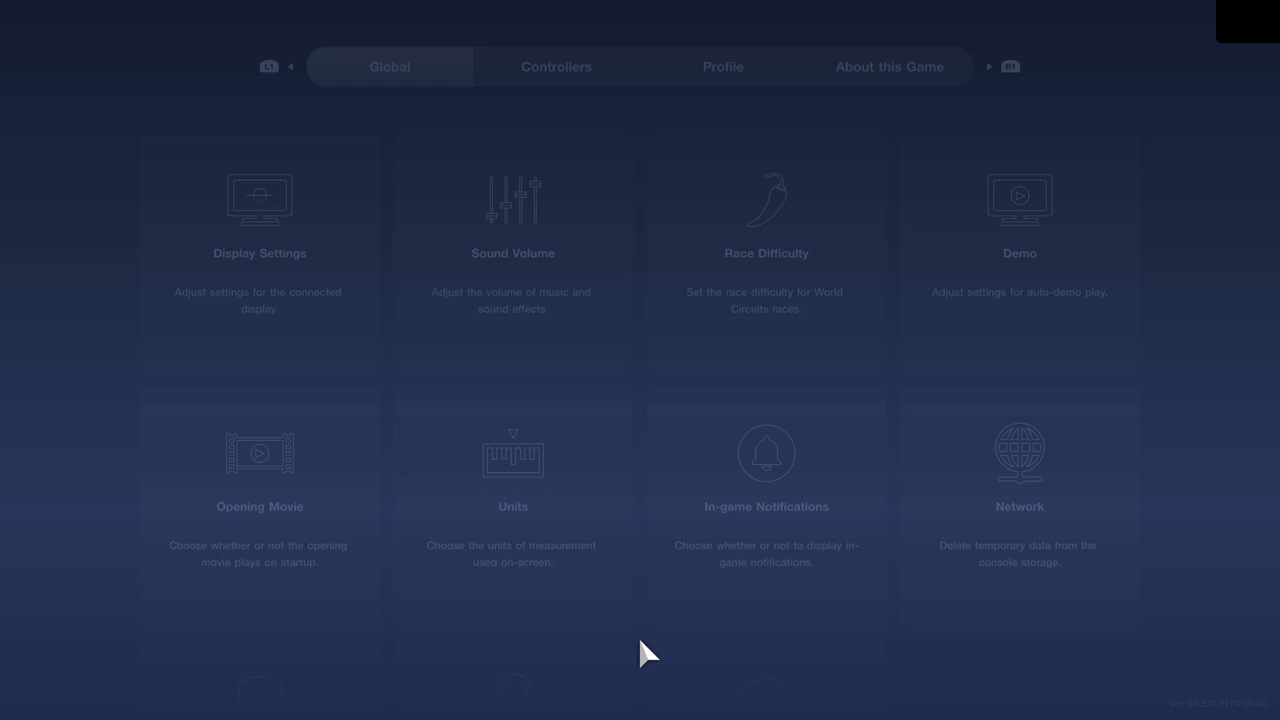 L1 Global Controllers Profile About this Game R1
Display Settings
Adjust settings for the connected
display.
Sound Volume
Adjust the volume of music and
sound effects.
Race Difficulty
Set the race difficulty for World
Circuits races.
Demo
Adjust settings for auto-demo play.
Opening Movie
Choose whether or not the opening
movie plays on startup.
Units
Choose the units of measurement
used on-screen.
In-game Notifications
Choose whether or not to display in-
game notifications.
Network
Delete temporary data from the
console storage.